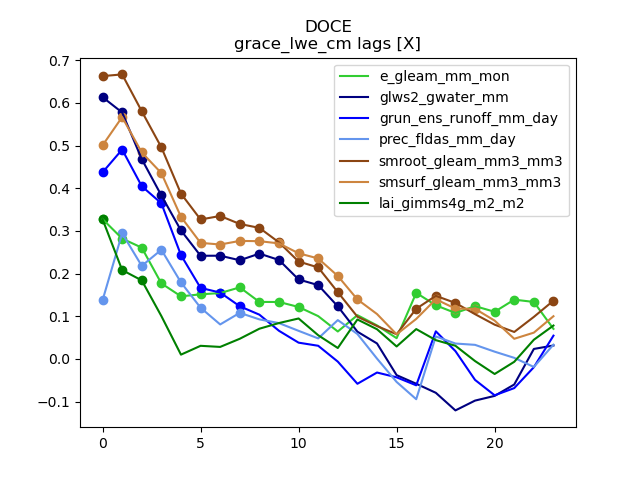 DOCE
grace_lwe_cm lags [X]
0.7
0.6
0.5
0.4
0.3
0.2
0.1
0.0
−0.1
0
5
10
15
20
e_gleam_mm_mon
glws2_gwater_mm
grun_ens_runoff_mm_day
prec_fldas_mm_day
smroot_gleam_mm3_mm3
smsurf_gleam_mm3_mm3
lai_gimms4g_m2_m2